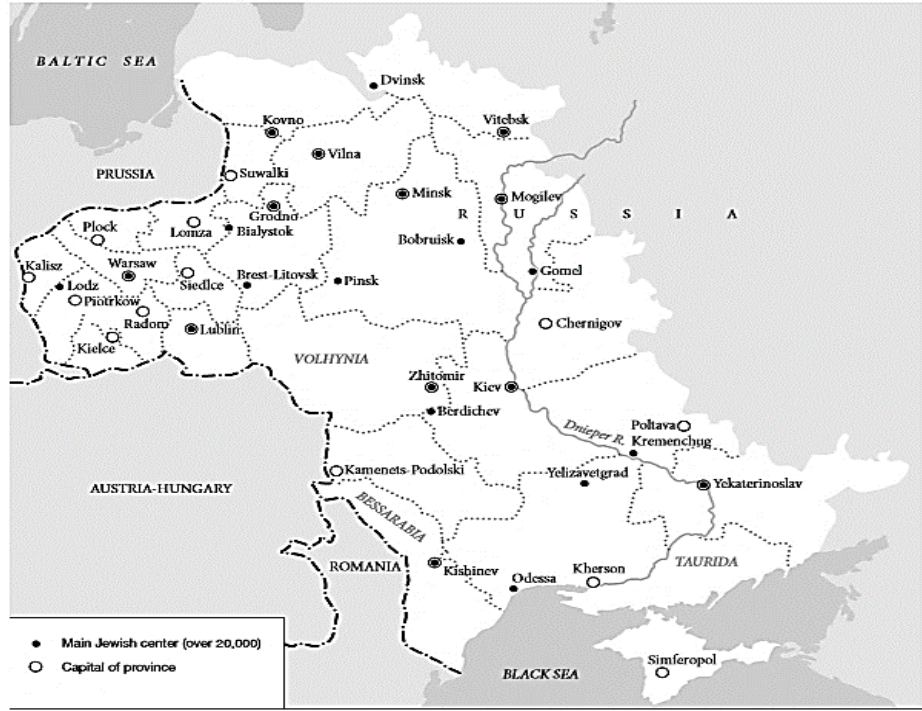 BALTIC SEA
Dvinsk
Kovno
Vitebsk
Vilna
PRUSSIA
Suwalki
Minsk
Mogilev
RUSSIA
Grodno
Plock
Lomza
Bialystok
Bobruisk
Kalisz
Warsaw
Gomel
Lodz
Siedlce
Brest-Litovsk
Pinsk
Piotrkow
Radom
Chernigov
Lublin
Kielce
VOLHYNIA
Zhitomir
Kiev
Berdichev
Dnieper R.
Poltava
Kremenchug
Kamenets-Podolski
Yelizavetgrad
Yekaterinoslav
AUSTRIA-HUNGARY
BESSARABIA
ROMANIA
Kishinev
Odessa
Kherson
TAURIDA
Main Jewish center (over 20,000)
Capital of province
BLACK SEA
Simferopol